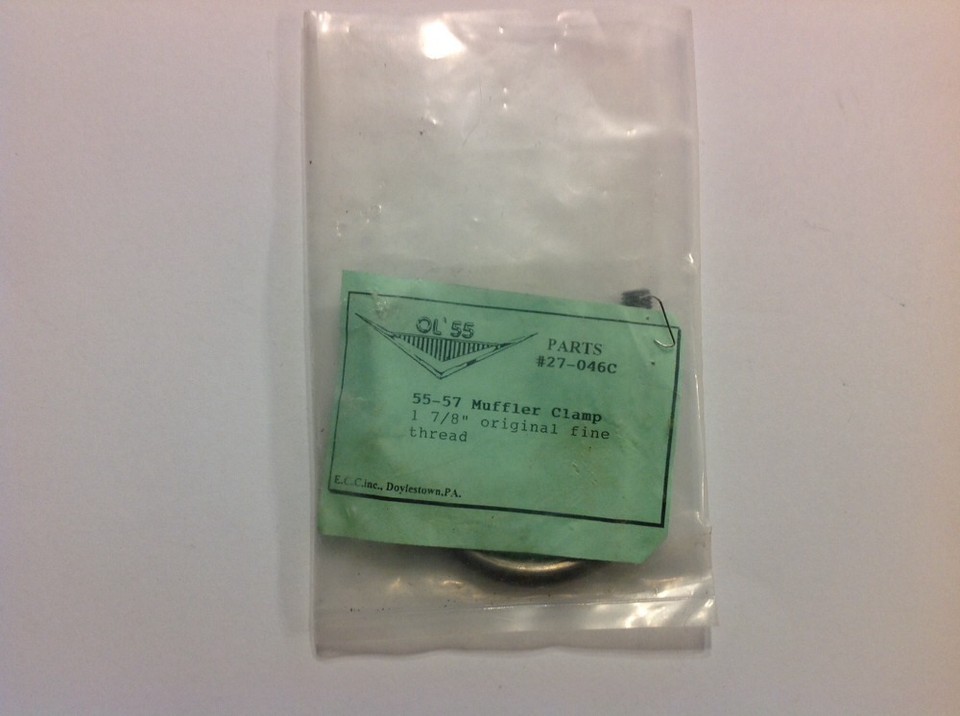 OL'55
PARTS
#27-046C
55-57 Muffler Clamp
1 7/8" original fine
thread
E.C.C.inc., Doylestown.PA.